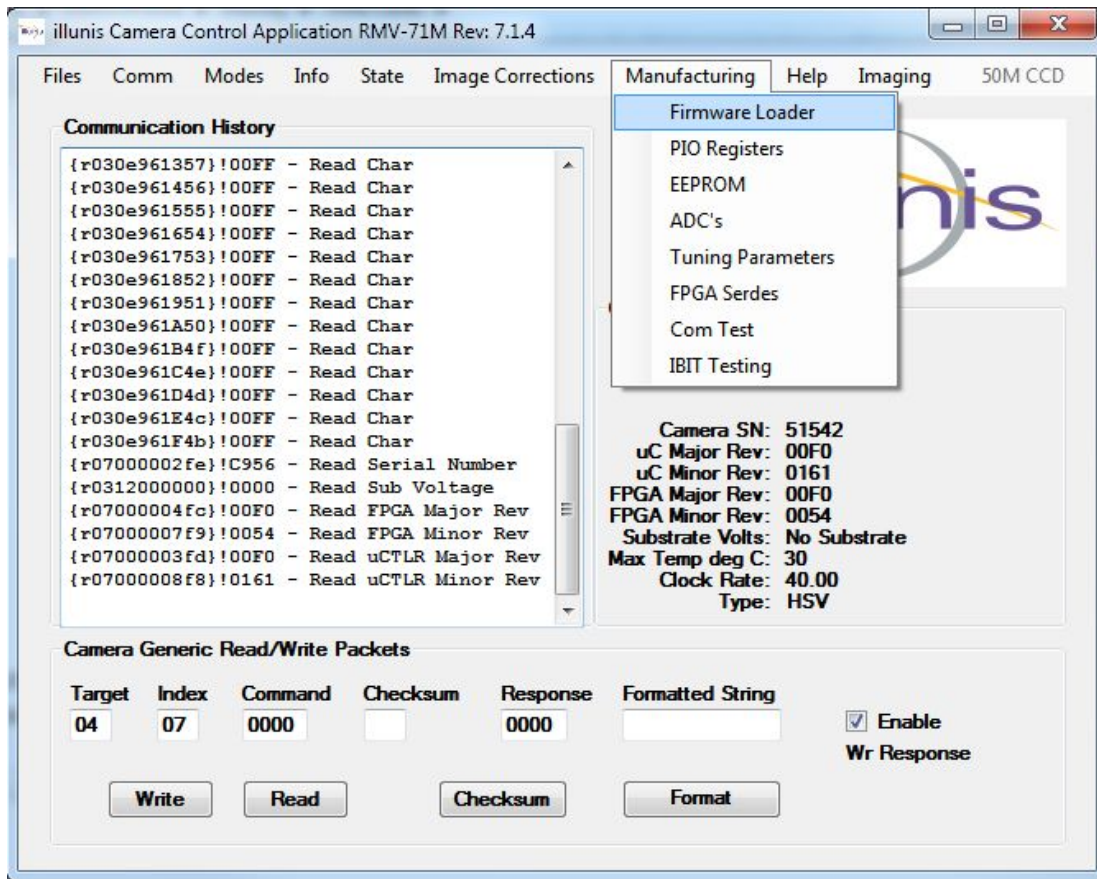 illunis Camera Control Application RMV-71M Rev: 7.1.4
Files Comm Modes Info State Image Corrections Manufacturing Help Imaging 50M CCD
Firmware Loader
PIO Registers
EEPROM
ADC's
Tuning Parameters
FPGA Serdes
Com Test
IBIT Testing
nis
Communication History
{r030e961357}!00FF - Read Char
{r030e961456}!00FF - Read Char
{r030e961555}!00FF - Read Char
{r030e961654}!00FF - Read Char
{r030e961753}!00FF - Read Char
{r030e961852}!00FF - Read Char
{r030e961951}!00FF - Read Char
{r030e961A50}!00FF - Read Char
{r030e961B4f}!00FF - Read Char
{r030e961C4e}!00FF - Read Char
{r030e961D4d}!00FF - Read Char
{r030e961E4c}!00FF - Read Char
{r030e961F4b}!00FF - Read Char
{r07000002fe}!C956 - Read Serial Number
{r0312000000}!0000 - Read Sub Voltage
{r07000004fc}!00F0 - Read FPGA Major Rev
{r07000007f9}!0054 - Read FPGA Minor Rev
{r07000003fd}!00F0 - Read uCTLR Major Rev
{r07000008f8}!0161 - Read uCTLR Minor Rev
Camera SN: 51542
uC Major Rev: 00F0
uC Minor Rev: 0161
FPGA Major Rev: 00F0
FPGA Minor Rev: 0054
Substrate Volts: No Substrate
Max Temp deg C: 30
Clock Rate: 40.00
Type: HSV
Camera Generic Read/Write Packets
Target Index Command Checksum Response Formatted String
04 07 0000 0000
Enable
Wr Response
Write Read Checksum Format